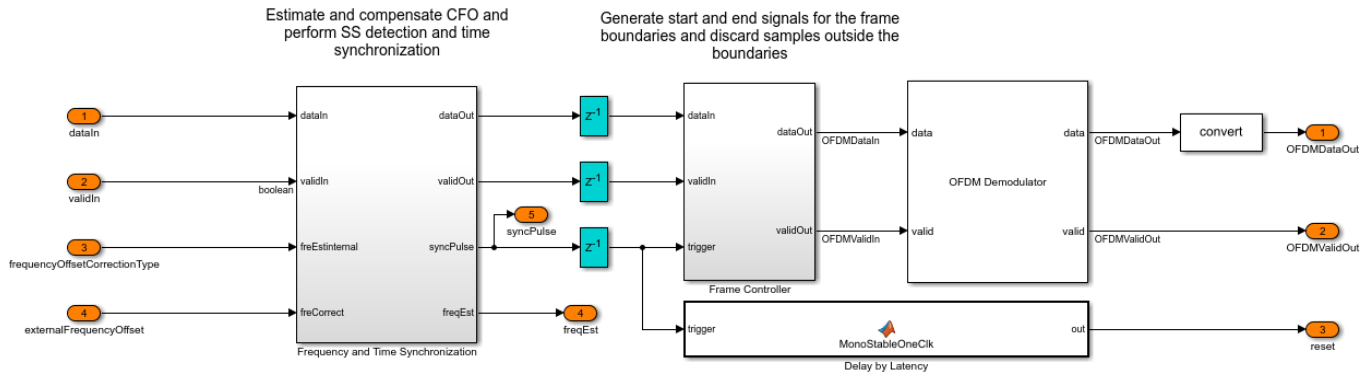 Estimate and compensate CFO and
perform SS detection and time
synchronization
Generate start and end signals for the frame
boundaries and discard samples outside the
boundaries
1
dataIn
2
validIn
boolean
3
frequencyOffsetCorrectionType
4
externalFrequencyOffset
dataIn
validIn
freEstinternal
freCorrect
dataOut
validOut
syncPulse
freqEst
Frequency and Time Synchronization
z-1
z-1
z-1
5
syncPulse
4
freqEst
dataIn
validIn
trigger
dataOut
validOut
Frame Controller
OFDMDataIn
OFDMValidIn
data
valid
OFDM Demodulator
data
valid
OFDMDataOut
OFDMValidOut
convert
1
OFDMDataOut
2
OFDMValidOut
trigger
MonoStableOneClk
out
Delay by Latency
3
reset